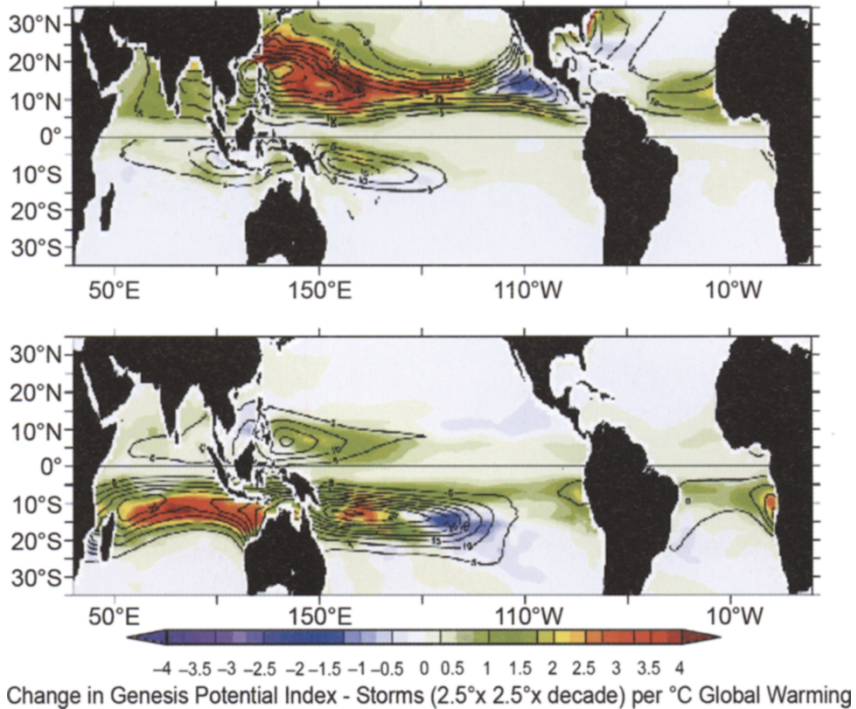 30°N
20°N
10°N
0°
10°S
20°S
30°S
50°E 150°E 110°W 10°W
30°N
20°N
10°N
0°
10°S
20°S
30°S
50°E 150°E 110°W 10°W
−4 −3.5 −3 −2.5 −2 −1.5 −1 −0.5 0 0.5 1 1.5 2 2.5 3 3.5 4
Change in Genesis Potential Index - Storms (2.5°x 2.5°x decade) per °C Global Warming